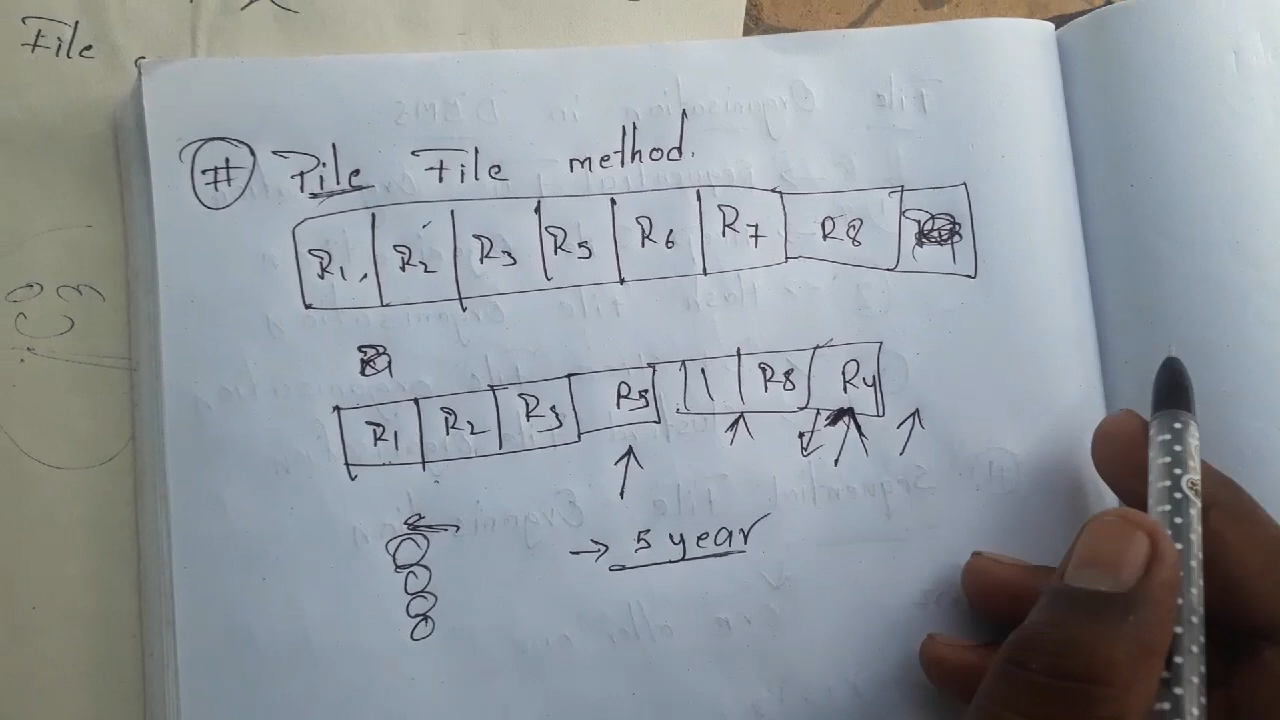 File
# Pile File method.
R1, R2 R3 R5 R6 R7 R8
R1 R2 R3 R5 R8 R4
→ 5 year